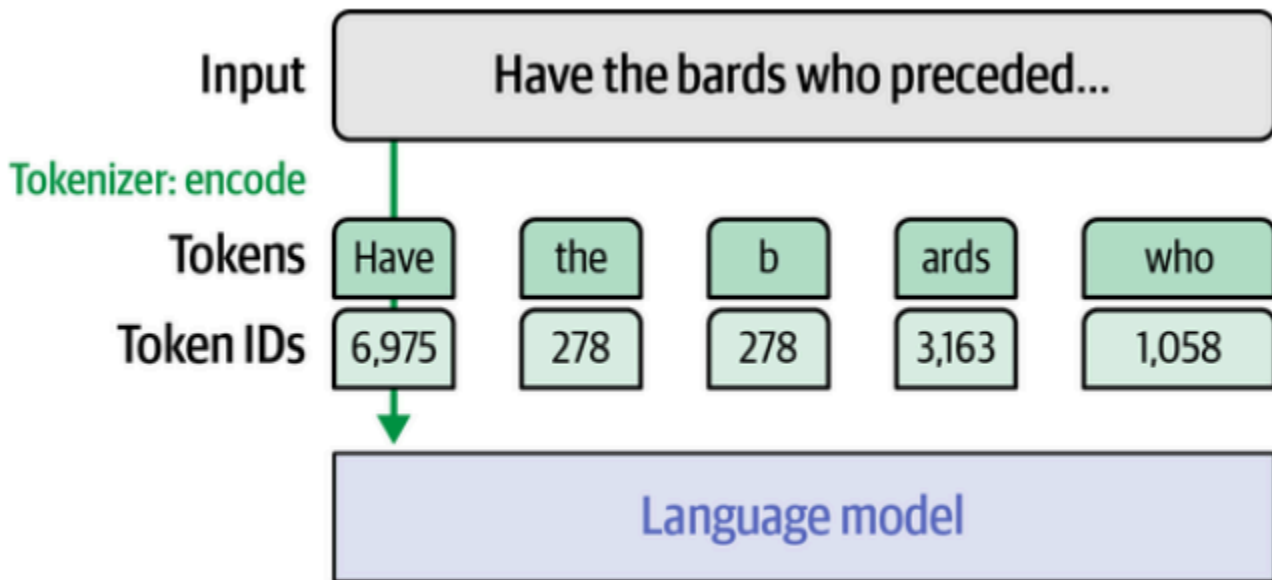 Input
Have the bards who preceded...
Tokenizer: encode
Tokens Have the b ards who
Token IDs 6,975 278 278 3,163 1,058
Language model